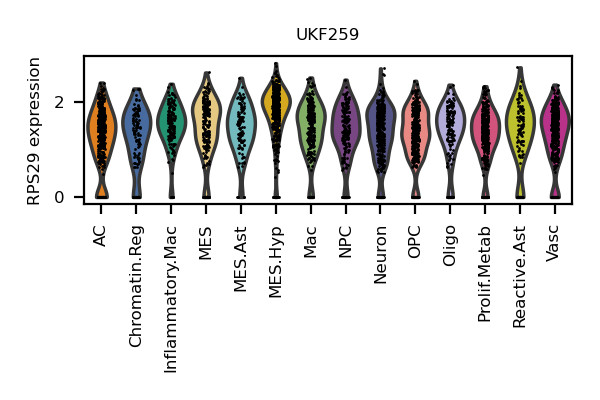 UKF259
RPS29 expression
2
0
AC
Chromatin.Reg
Inflammatory.Mac
MES
MES.Ast
MES.Hyp
Mac
NPC
Neuron
OPC
Oligo
Prolif.Metab
Reactive.Ast
Vasc